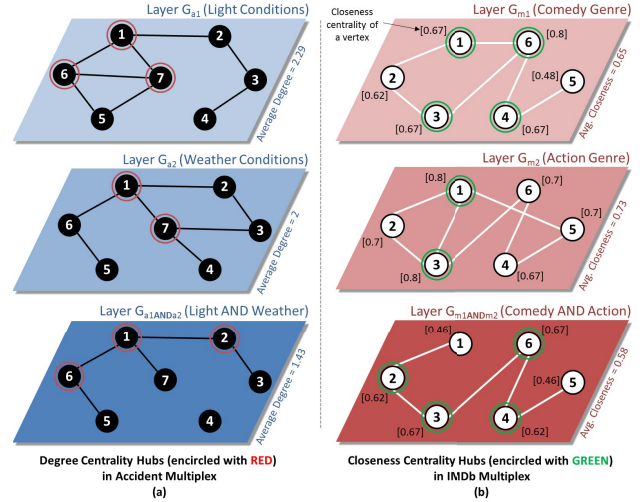 Layer Ga1 (Light Conditions)
1
2
6
7
3
5
4
Average Degree = 2.29
Layer Ga2 (Weather Conditions)
1
2
6
7
3
5
4
Average Degree = 2
Layer Ga1ANDa2 (Light AND Weather)
1
2
6
7
3
5
4
Average Degree = 1.43
Degree Centrality Hubs (encircled with RED)
in Accident Multiplex
(a)
Closeness
centrality of
a vertex
Layer Gm1 (Comedy Genre)
[0.67]
1
6
[0.8]
2
[0.62]
[0.48]
5
3
[0.67]
4
[0.67]
Avg. Closeness = 0.65
Layer Gm2 (Action Genre)
[0.8]
1
6
[0.7]
2
[0.7]
[0.7]
5
3
[0.8]
4
[0.67]
Avg. Closeness = 0.73
Layer Gm1ANDm2 (Comedy AND Action)
[0.46]
1
6
[0.67]
2
[0.62]
[0.46]
5
3
[0.67]
4
[0.62]
Avg. Closeness = 0.58
Closeness Centrality Hubs (encircled with GREEN)
in IMDb Multiplex
(b)